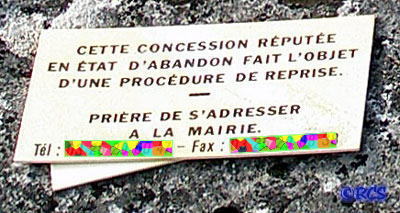 CETTE CONCESSION RÉPUTÉE
EN ÉTAT D'ABANDON FAIT L'OBJET
D'UNE PROCÉDURE DE REPRISE.
—
PRIÈRE DE S'ADRESSER
A LA MAIRIE.
Tél : – Fax :
©RCS